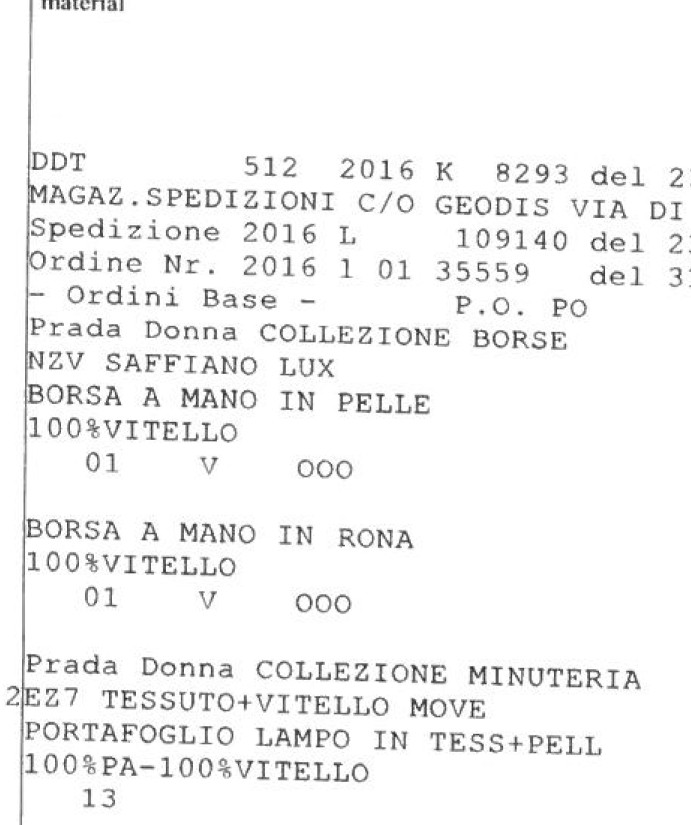 material
DDT 512 2016 K 8293 del 2
MAGAZ.SPEDIZIONI C/O GEODIS VIA DI
Spedizione 2016 L 109140 del 2
Ordine Nr. 2016 1 01 35559 del 3
- Ordini Base - P.O. PO
Prada Donna COLLEZIONE BORSE
NZV SAFFIANO LUX
BORSA A MANO IN PELLE
100%VITELLO
01 V OOO
BORSA A MANO IN RONA
100%VITELLO
01 V OOO
Prada Donna COLLEZIONE MINUTERIA
2EZ7 TESSUTO+VITELLO MOVE
PORTAFOGLIO LAMPO IN TESS+PELL
100%PA-100%VITELLO
13